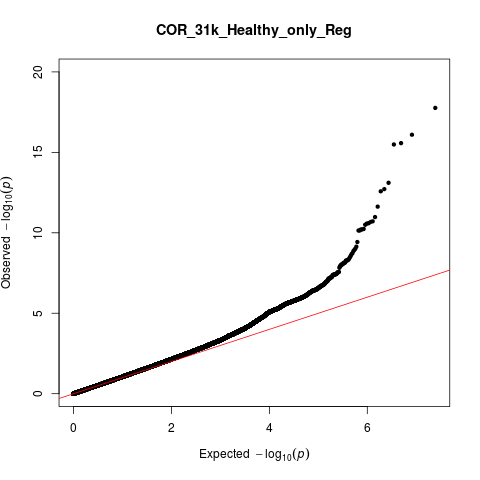 COR_31k_Healthy_only_Reg
Observed −log10(p)
20
15
10
5
0
0 2 4 6
Expected −log10(p)